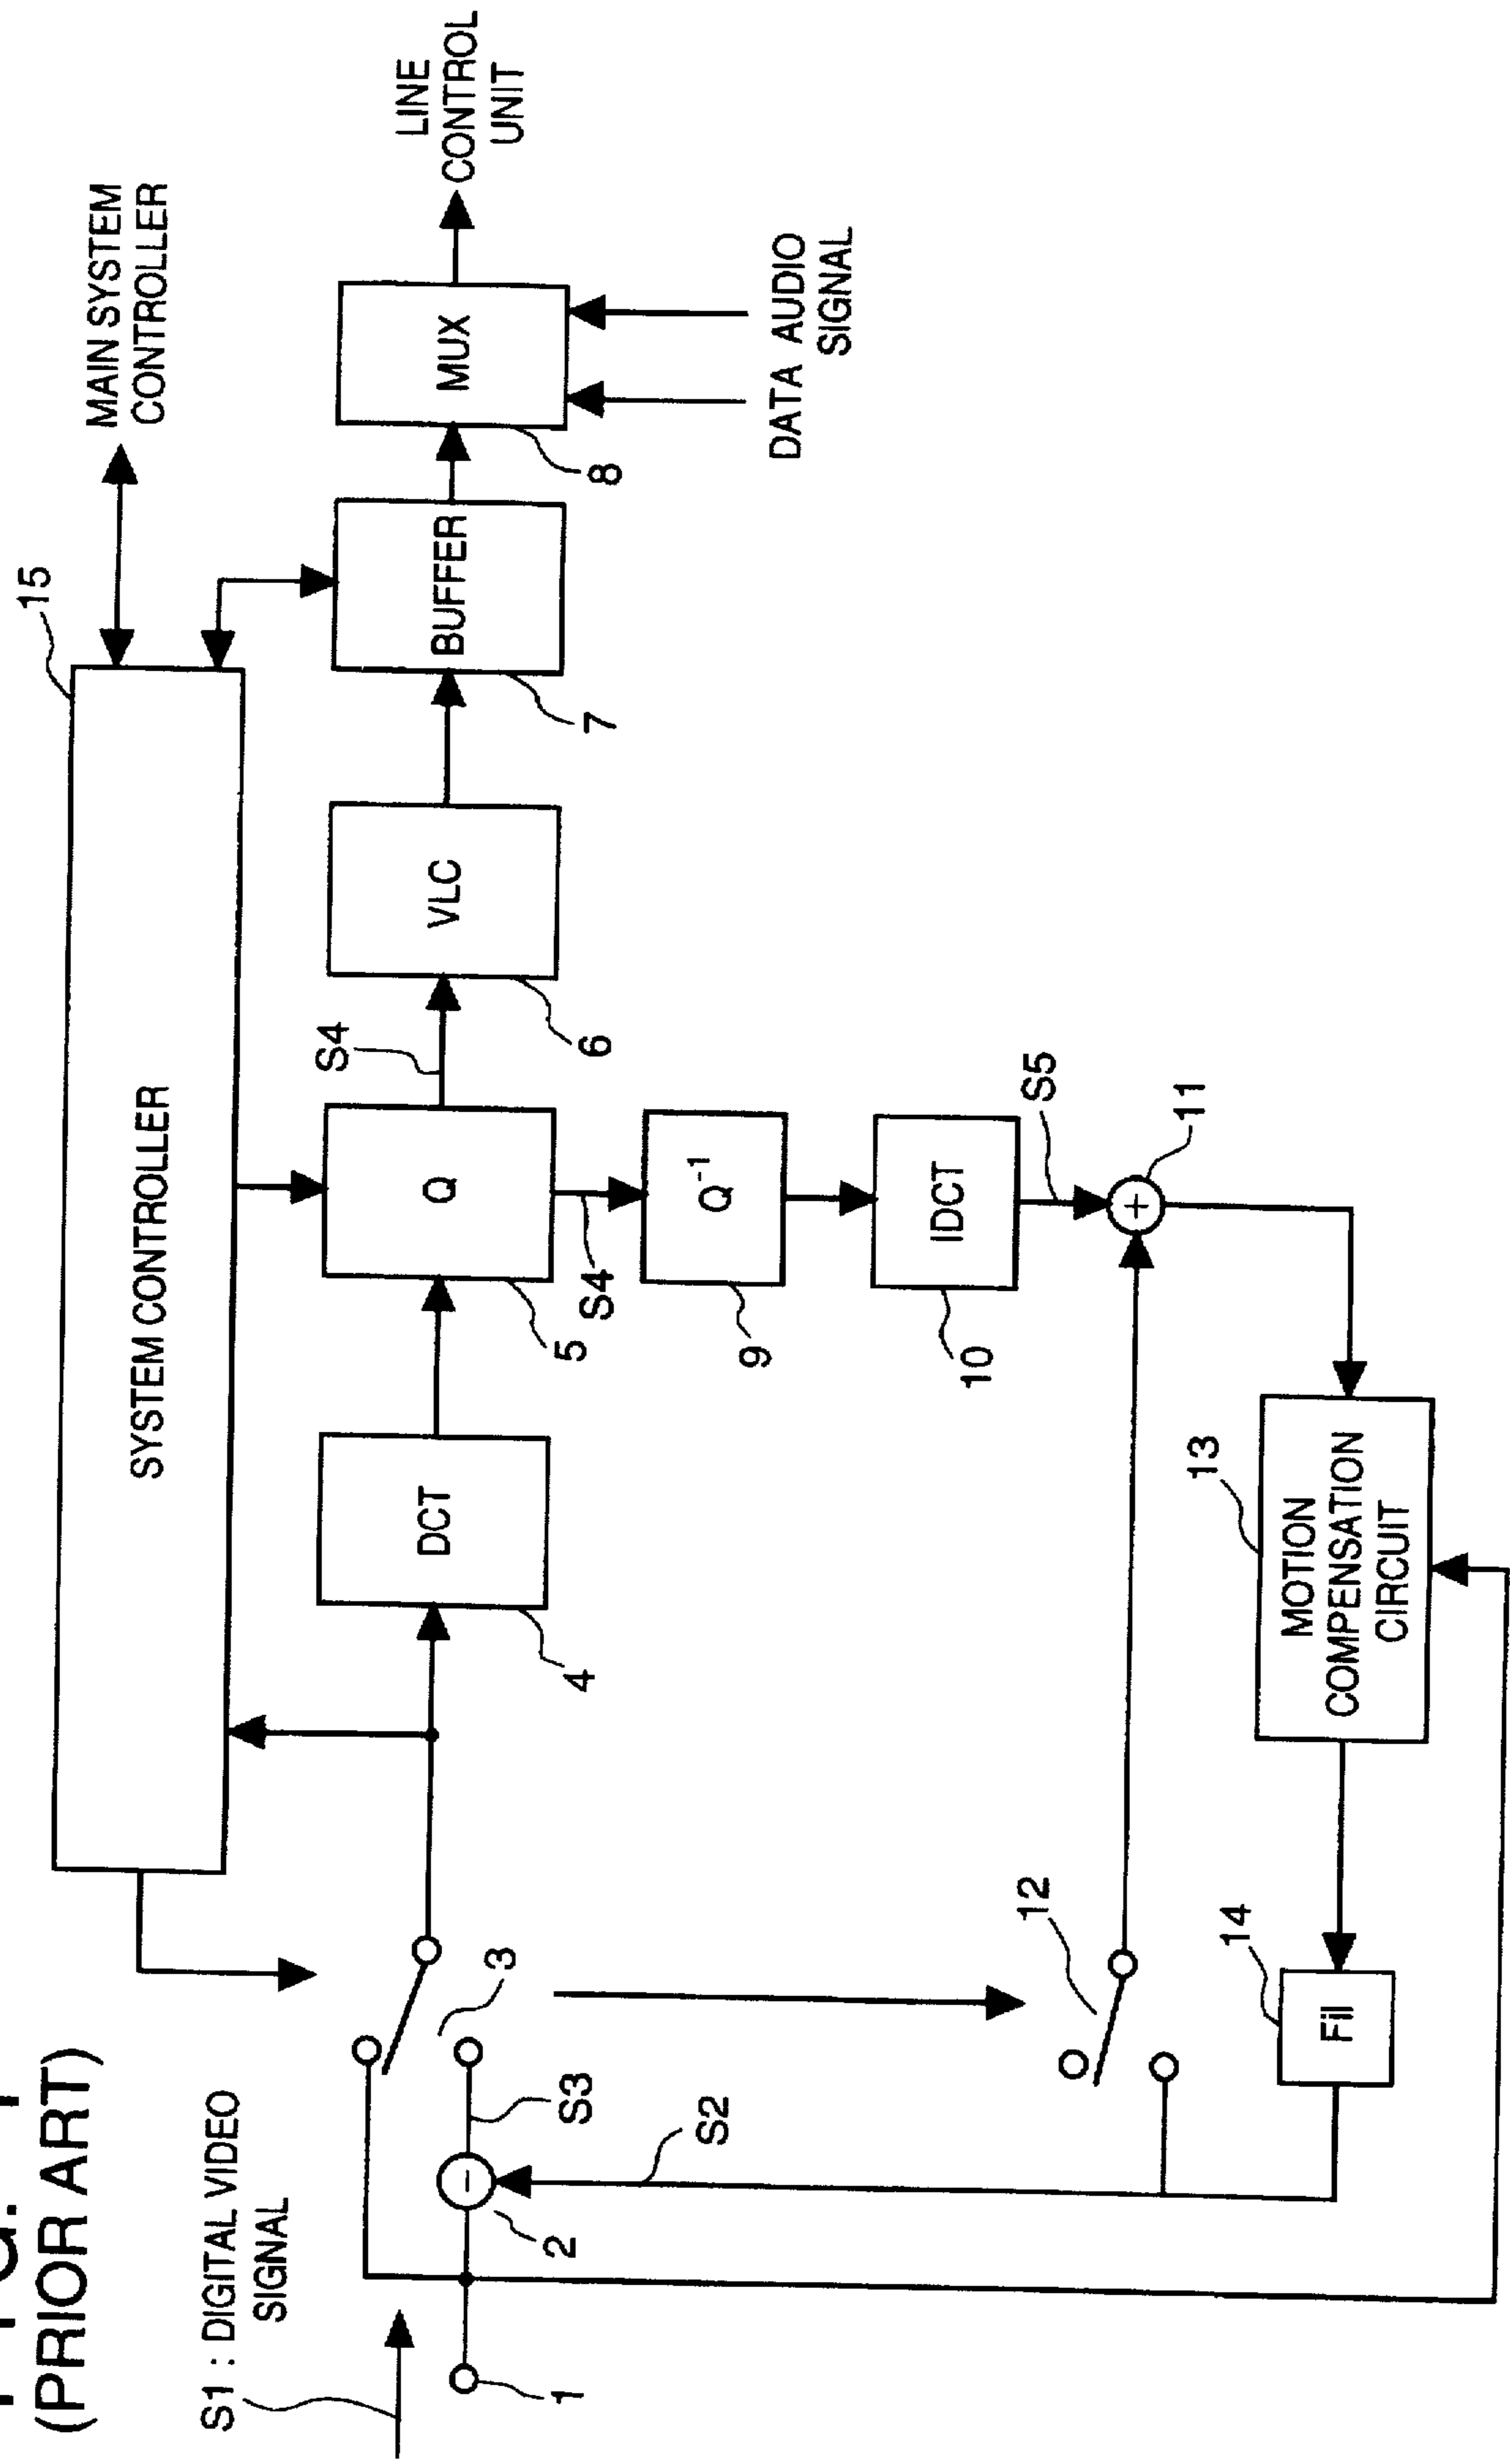 (PRIOR ART)
S1 : DIGITAL VIDEO
SIGNAL
1
2
S2
S3
3
SYSTEM CONTROLLER
15
MAIN SYSTEM
CONTROLLER
DCT
4
Q
5
S4
S4
VLC
6
BUFFER
7
MUX
8
LINE
CONTROL
UNIT
DATA AUDIO
SIGNAL
Q-1
9
IDCT
10
S5
+
11
12
MOTION
COMPENSATION
CIRCUIT
13
Fil
14
−